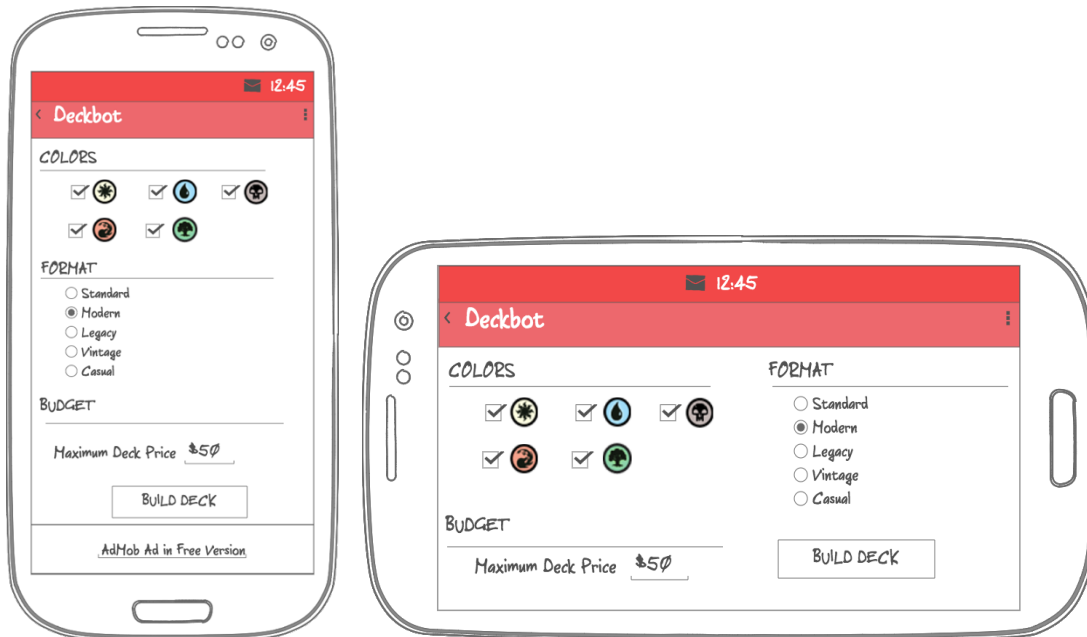 12:45
Deckbot
COLORS
FORMAT
Standard
Modern
Legacy
Vintage
Casual
BUDGET
Maximum Deck Price $50
BUILD DECK
AdMob Ad in Free Version
12:45
Deckbot
COLORS
FORMAT
Standard
Modern
Legacy
Vintage
Casual
BUDGET
Maximum Deck Price $50
BUILD DECK